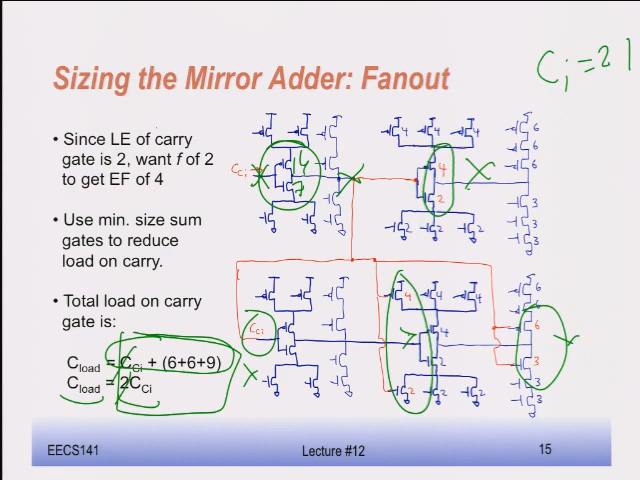 Sizing the Mirror Adder: Fanout
C i = 21
• Since LE of carry
gate is 2, want f of 2
to get EF of 4
• Use min. size sum
gates to reduce
load on carry.
• Total load on carry
gate is:
Cload = CCi + (6+6+9)
Cload = 2CCi
4 4 4
6
6
6
CCi
14
7
4
2
2 2 2
3
3
3
4 4 4
6
6
6
CCi
4
2
3
3
3
2 2 2
EECS141
Lecture #12
15